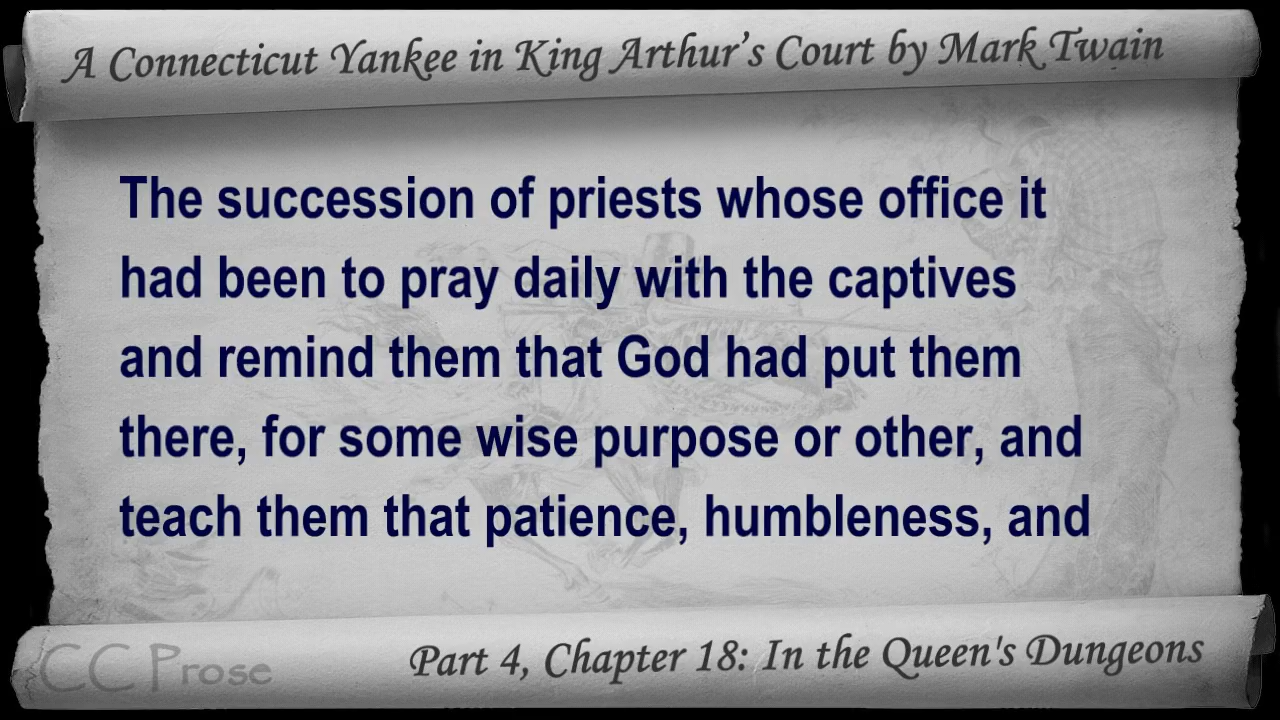 A Connecticut Yankee in King Arthur's Court by Mark Twain
The succession of priests whose office it
had been to pray daily with the captives
and remind them that God had put them
there, for some wise purpose or other, and
teach them that patience, humbleness, and
CC Prose
Part 4, Chapter 18: In the Queen's Dungeons